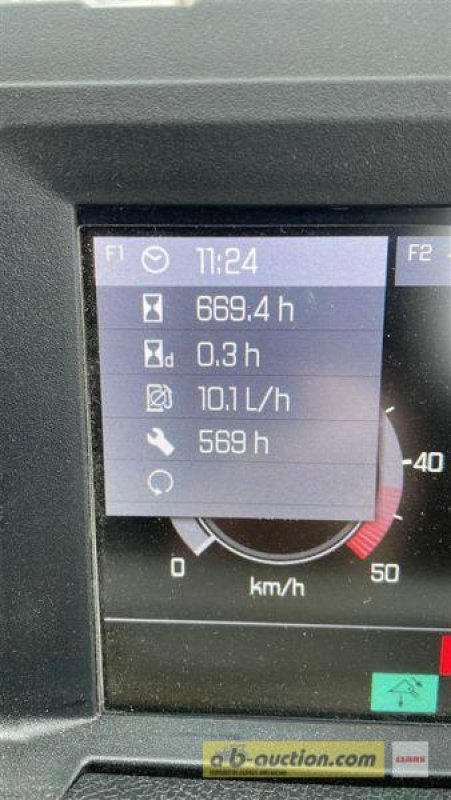 F1 11:24
F2
669.4 h
d 0.3 h
10.1 L/h
569 h
40
0
50
km/h
ab-auction.com
CLAAS